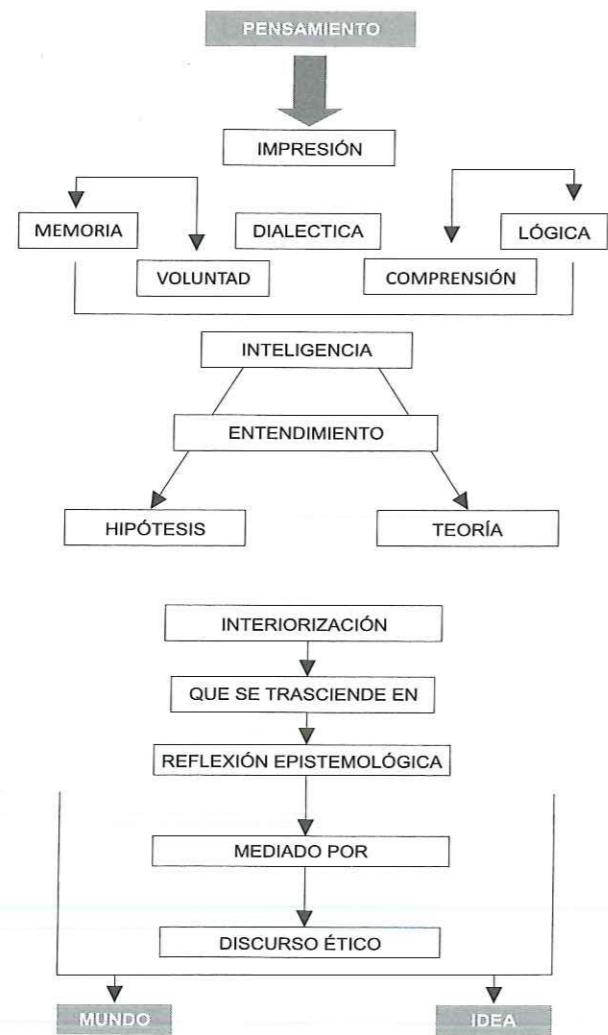 PENSAMIENTO
IMPRESIÓN
MEMORIA
DIALECTICA
LÓGICA
VOLUNTAD
COMPRENSIÓN
INTELIGENCIA
ENTENDIMIENTO
HIPÓTESIS
TEORÍA
INTERIORIZACIÓN
QUE SE TRASCIENDE EN
REFLEXIÓN EPISTEMOLÓGICA
MEDIADO POR
DISCURSO ÉTICO
MUNDO
IDEA